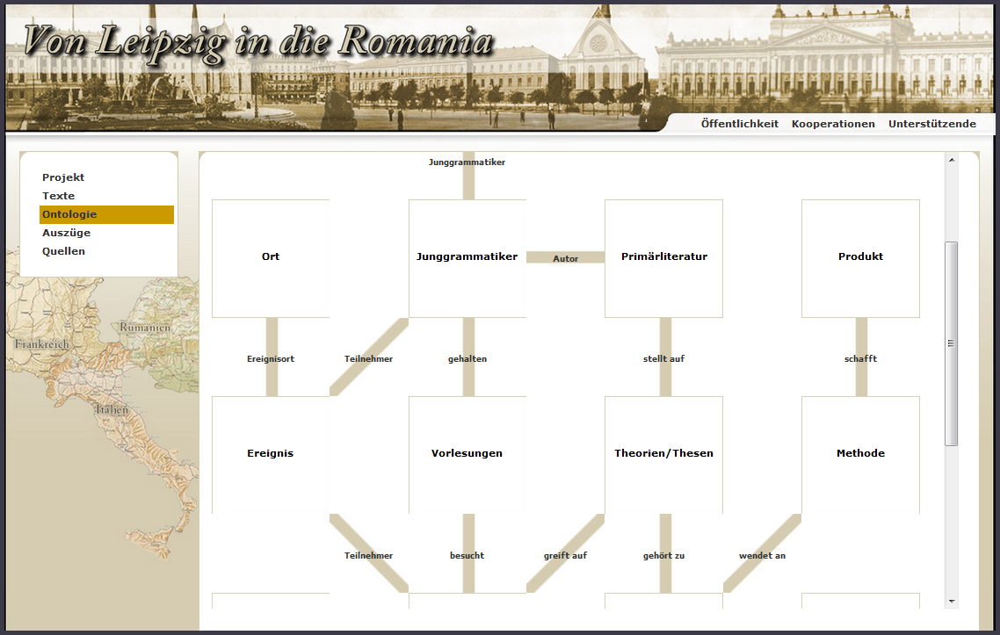 Von Leipzig in die Romania
Öffentlichkeit Kooperationen Unterstützende
Projekt
Texte
Ontologie
Auszüge
Quellen
Frankreich
Rumänien
Italien
Junggrammatiker
Ort
Junggrammatiker
Autor
Primärliteratur
Produkt
Ereignisort
Teilnehmer
gehalten
stellt auf
schafft
Ereignis
Vorlesungen
Theorien/Thesen
Methode
Teilnehmer
besucht
greift auf
gehört zu
wendet an